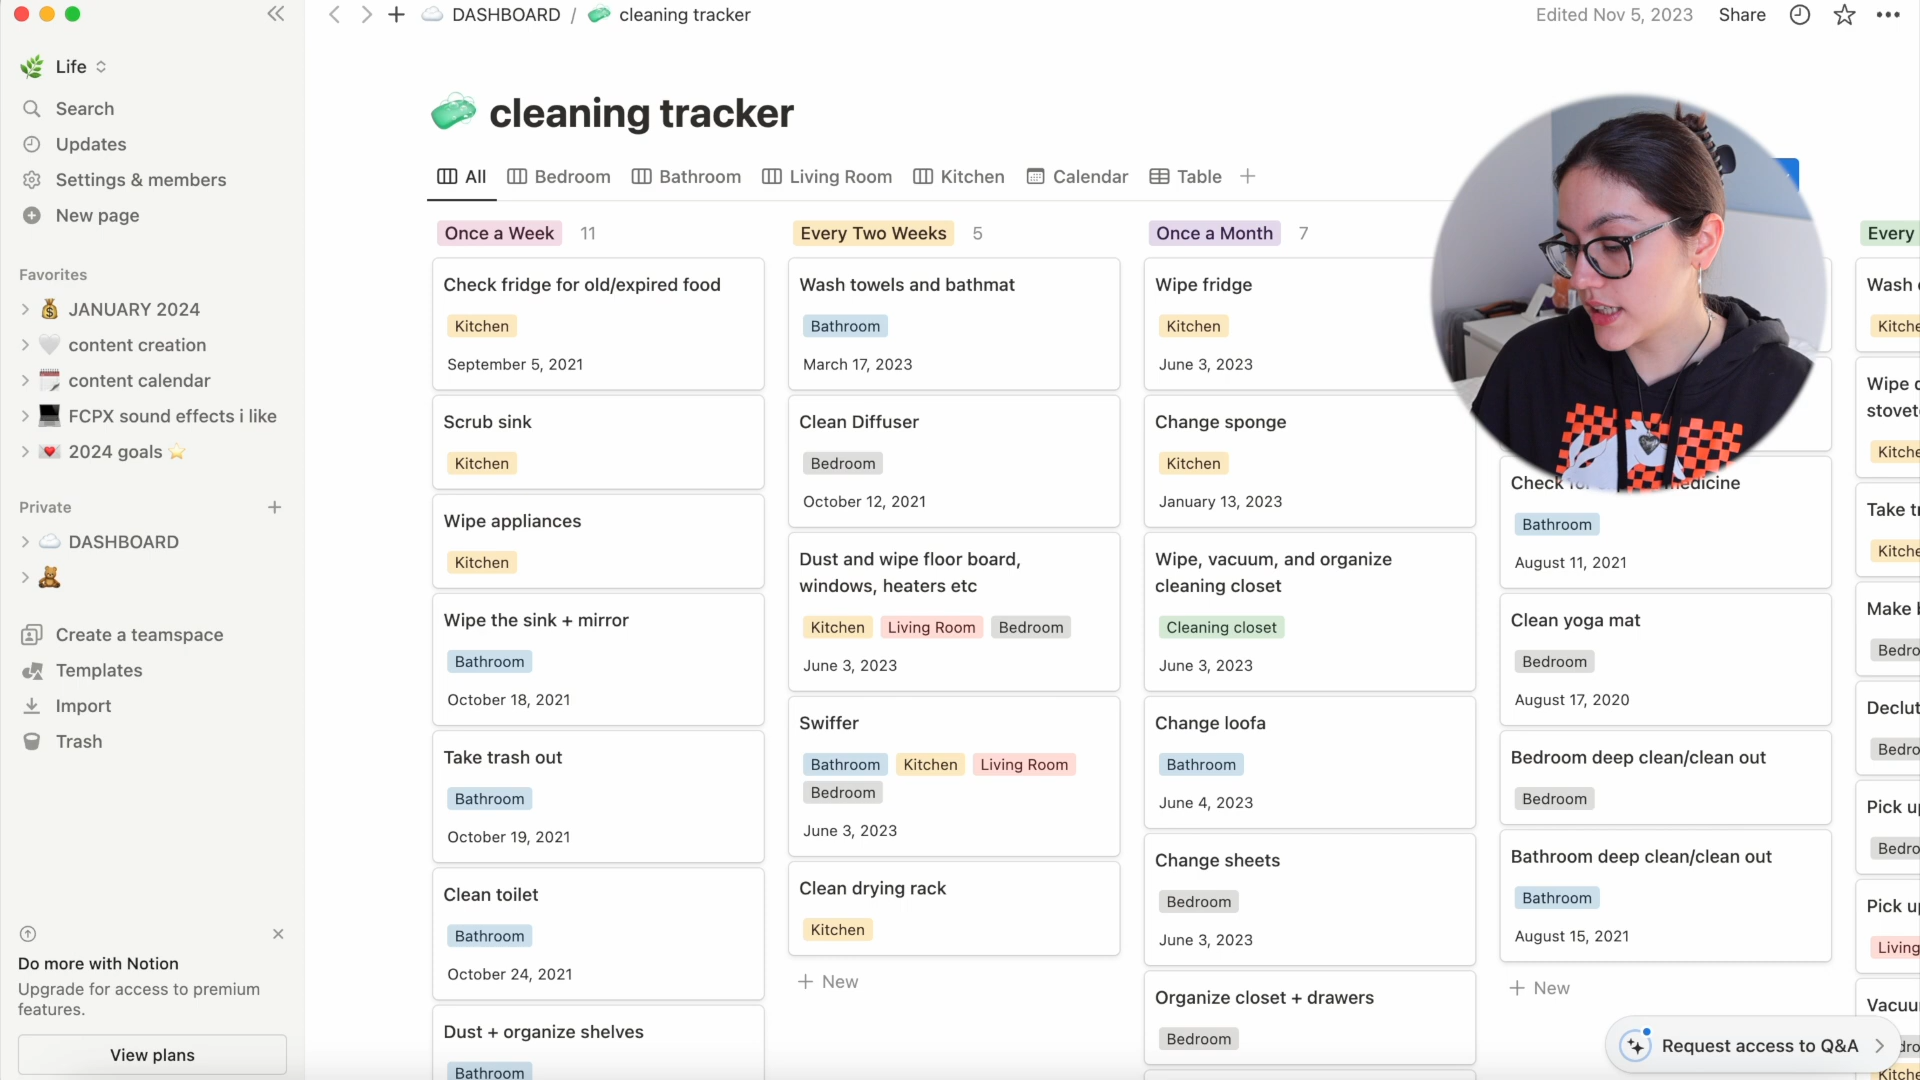 DASHBOARD / cleaning tracker
Edited Nov 5, 2023 Share
Life
Search
Updates
Settings & members
New page
Favorites
JANUARY 2024
content creation
content calendar
FCPX sound effects i like
2024 goals
Private
DASHBOARD
Create a teamspace
Templates
Import
Trash
Do more with Notion
Upgrade for access to premium
features.
View plans
cleaning tracker
All Bedroom Bathroom Living Room Kitchen Calendar Table
Once a Week 11
Check fridge for old/expired food
Kitchen
September 5, 2021
Scrub sink
Kitchen
Wipe appliances
Kitchen
Wipe the sink + mirror
Bathroom
October 18, 2021
Take trash out
Bathroom
October 19, 2021
Clean toilet
Bathroom
October 24, 2021
Dust + organize shelves
Bathroom
Every Two Weeks 5
Wash towels and bathmat
Bathroom
March 17, 2023
Clean Diffuser
Bedroom
October 12, 2021
Dust and wipe floor board,
windows, heaters etc
Kitchen Living Room Bedroom
June 3, 2023
Swiffer
Bathroom Kitchen Living Room
Bedroom
June 3, 2023
Clean drying rack
Kitchen
+ New
Once a Month 7
Wipe fridge
Kitchen
June 3, 2023
Change sponge
Kitchen
January 13, 2023
Wipe, vacuum, and organize
cleaning closet
Cleaning closet
June 3, 2023
Change loofa
Bathroom
June 4, 2023
Change sheets
Bedroom
June 3, 2023
Organize closet + drawers
Bedroom
Check
Bathroom
August 11, 2021
Clean yoga mat
Bedroom
August 17, 2020
Bedroom deep clean/clean out
Bedroom
Bathroom deep clean/clean out
Bathroom
August 15, 2021
+ New
Every
Wash
Wipe
Take
Make
Pick
Pick
Living
Request access to Q&A